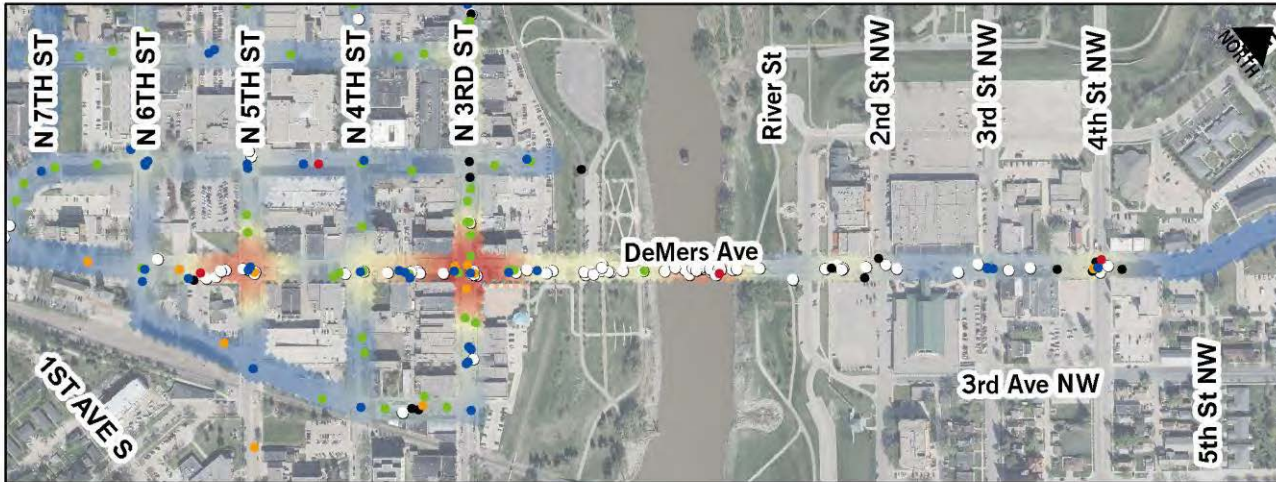 N 7TH ST
N 6TH ST
N 5TH ST
N 4TH ST
N 3RD ST
River St
2nd St NW
3rd St NW
4th St NW
NORTH
DeMers Ave
1ST AVE S
3rd Ave NW
5th St NW